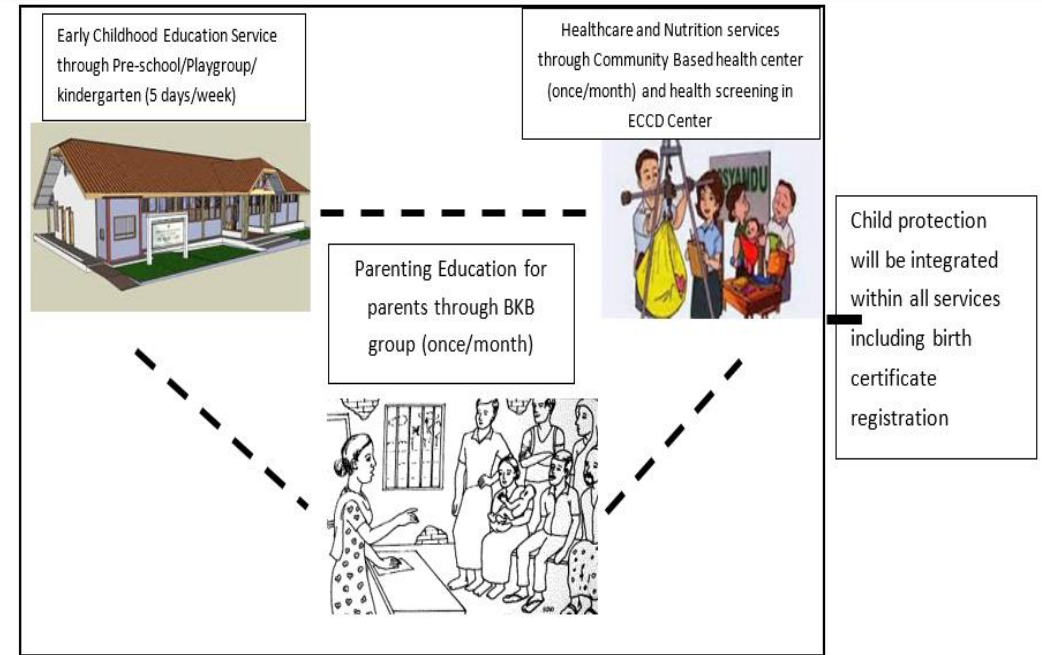 Early Childhood Education Service
through Pre-school/Playgroup/
kindergarten (5 days/week)
Healthcare and Nutrition services
through Community Based health center
(once/month) and health screening in
ECCD Center
OSYANDU
Parenting Education for
parents through BKB
group (once/month)
Child protection
will be integrated
within all services
including birth
certificate
registration